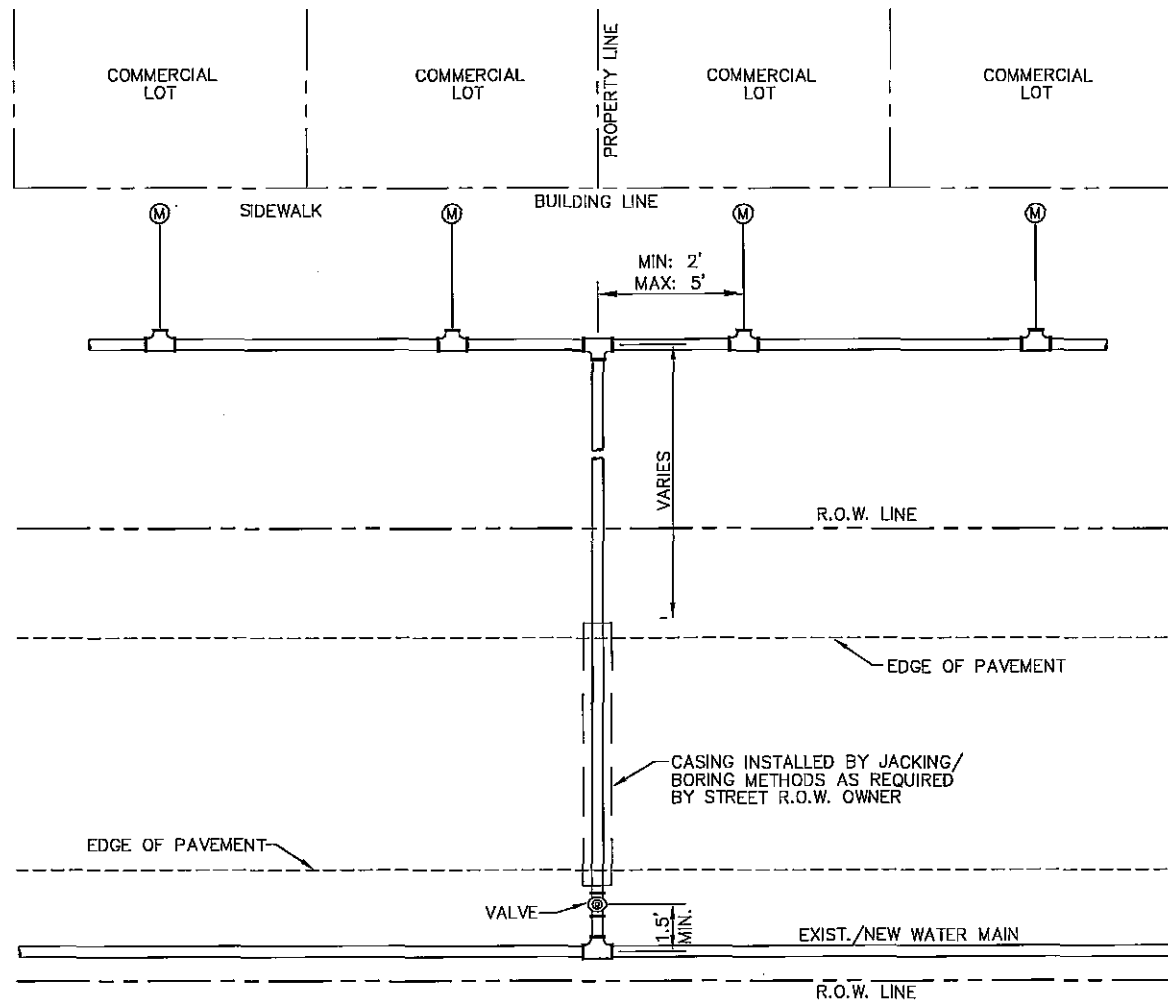 COMMERCIAL
LOT
COMMERCIAL
LOT
PROPERTY LINE
COMMERCIAL
LOT
COMMERCIAL
LOT
SIDEWALK
BUILDING LINE
M
M
M
M
MIN: 2'
MAX: 5'
VARIES
R.O.W. LINE
EDGE OF PAVEMENT
CASING INSTALLED BY JACKING/
BORING METHODS AS REQUIRED
BY STREET R.O.W. OWNER
EDGE OF PAVEMENT
VALVE
1.5'
MIN.
EXIST./NEW WATER MAIN
R.O.W. LINE